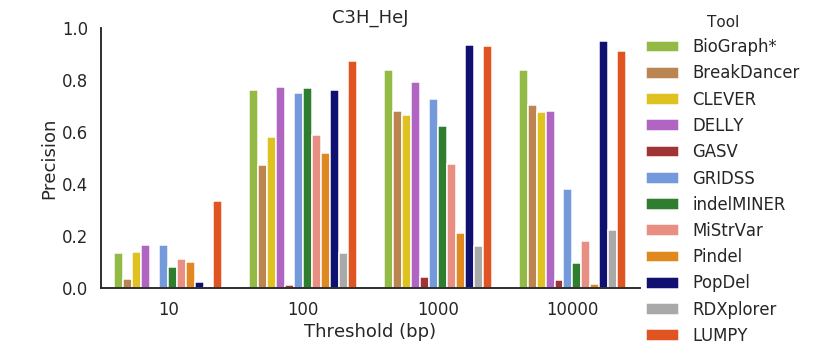 C3H_HeJ
Precision
1.0
0.8
0.6
0.4
0.2
0.0
10 100 1000 10000
Threshold (bp)
Tool
BioGraph*
BreakDancer
CLEVER
DELLY
GASV
GRIDSS
indelMINER
MiStrVar
Pindel
PopDel
RDXplorer
LUMPY